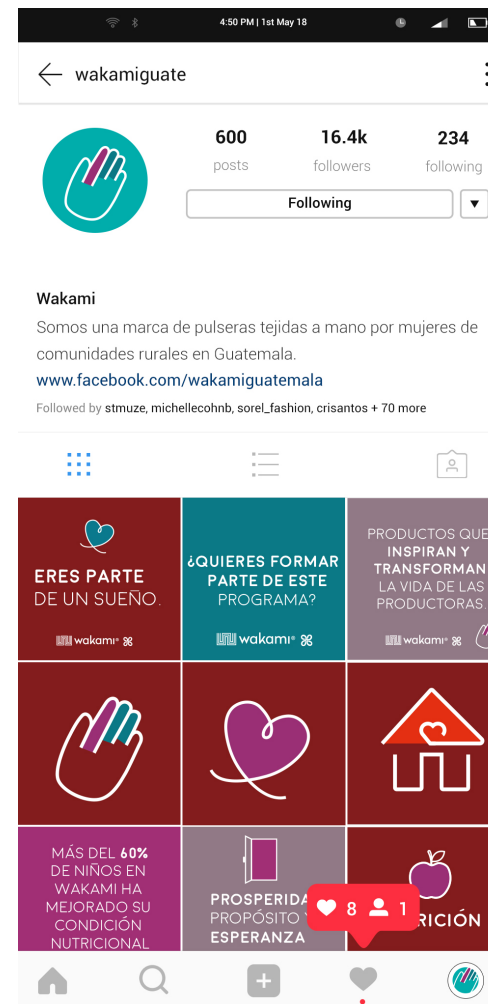 4:50 PM | 1st May 18
wakamiguate
600
posts
16.4k
followers
234
following
Following
Wakami
Somos una marca de pulseras tejidas a mano por mujeres de
comunidades rurales en Guatemala.
www.facebook.com/wakamiguatemala
Followed by stmuze, michellecohnb, sorel_fashion, crisantos + 70 more
ERES PARTE
DE UN SUEÑO.
wakamı®
¿QUIERES FORMAR
PARTE DE ESTE
PROGRAMA?
wakamı®
PRODUCTOS QUE
INSPIRAN Y
TRANSFORMAN
LA VIDA DE LAS
PRODUCTORAS.
wakamı®
MÁS DEL 60%
DE NIÑOS EN
WAKAMI HA
MEJORADO SU
CONDICIÓN
NUTRICIONAL
PROSPERIDA
PROPÓSITO Y
ESPERANZA
RICIÓN
8 1